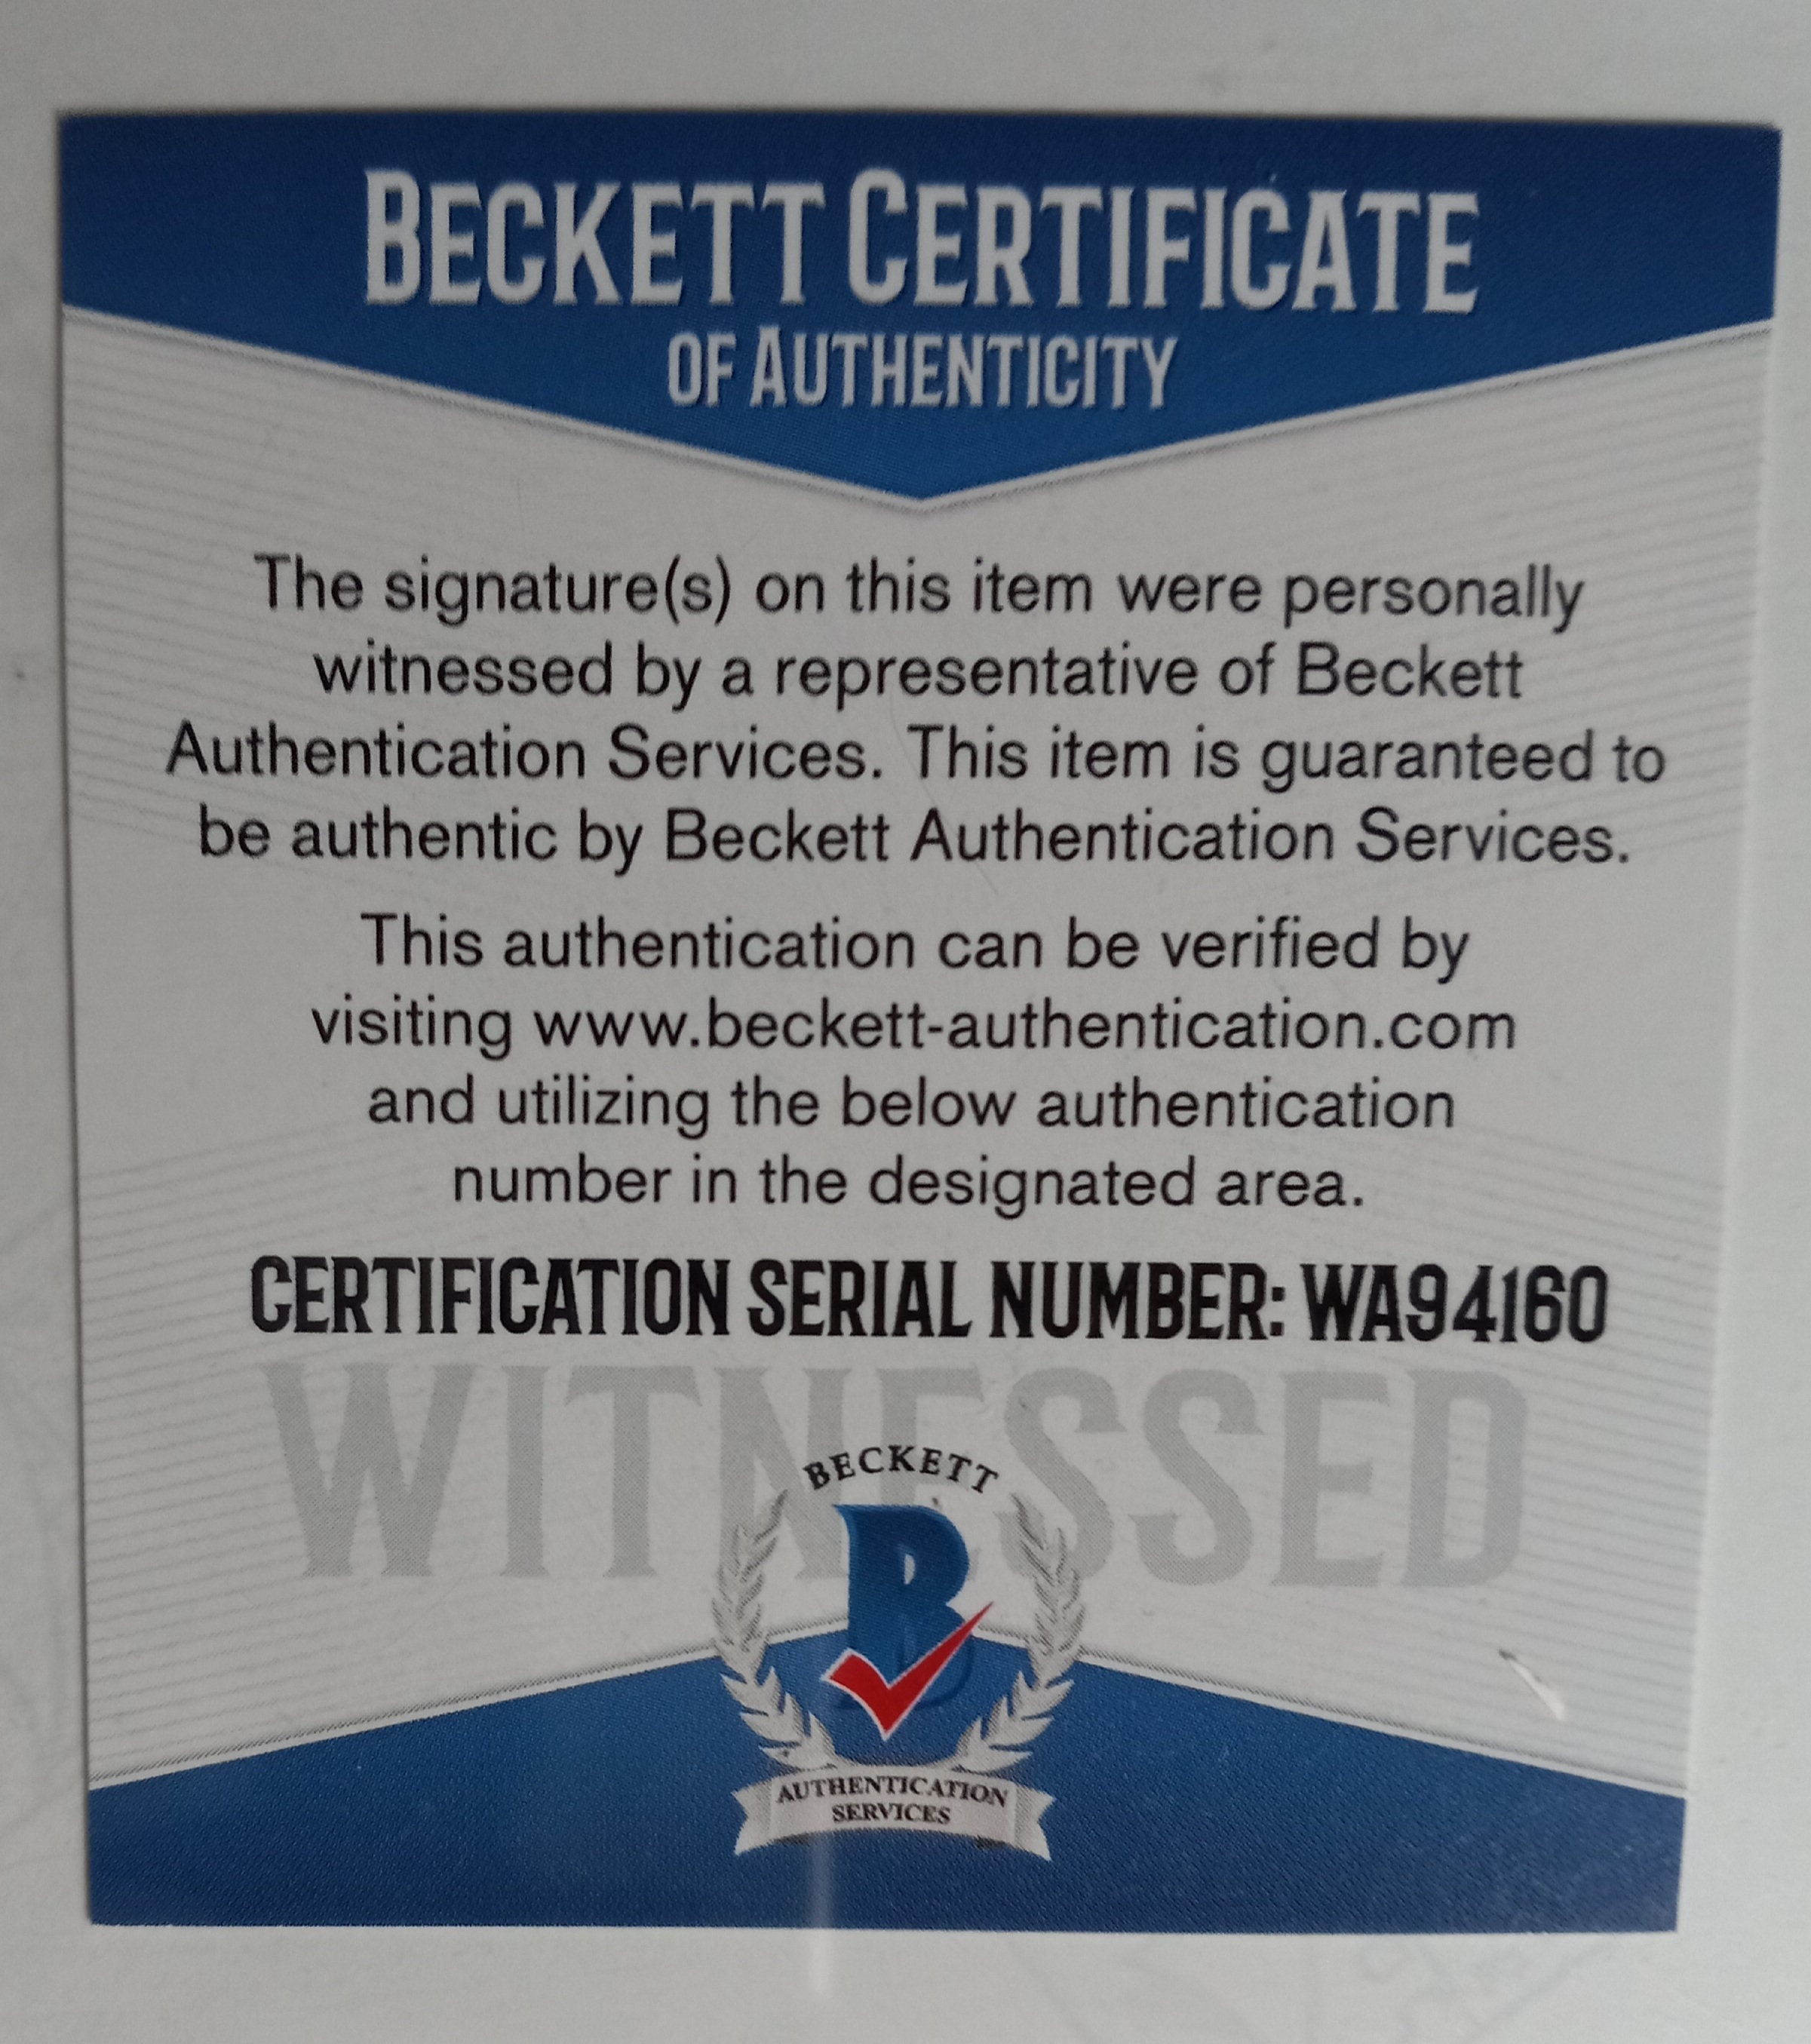 BECKETT CERTIFICATE
OF AUTHENTICITY
The signature(s) on this item were personally
witnessed by a representative of Beckett
Authentication Services. This item is guaranteed to
be authentic by Beckett Authentication Services.
This authentication can be verified by
visiting www.beckett-authentication.com
and utilizing the below authentication
number in the designated area.
CERTIFICATION SERIAL NUMBER: WA94160
WITNESSED
BECKETT
B
AUTHENTICATION
SERVICES